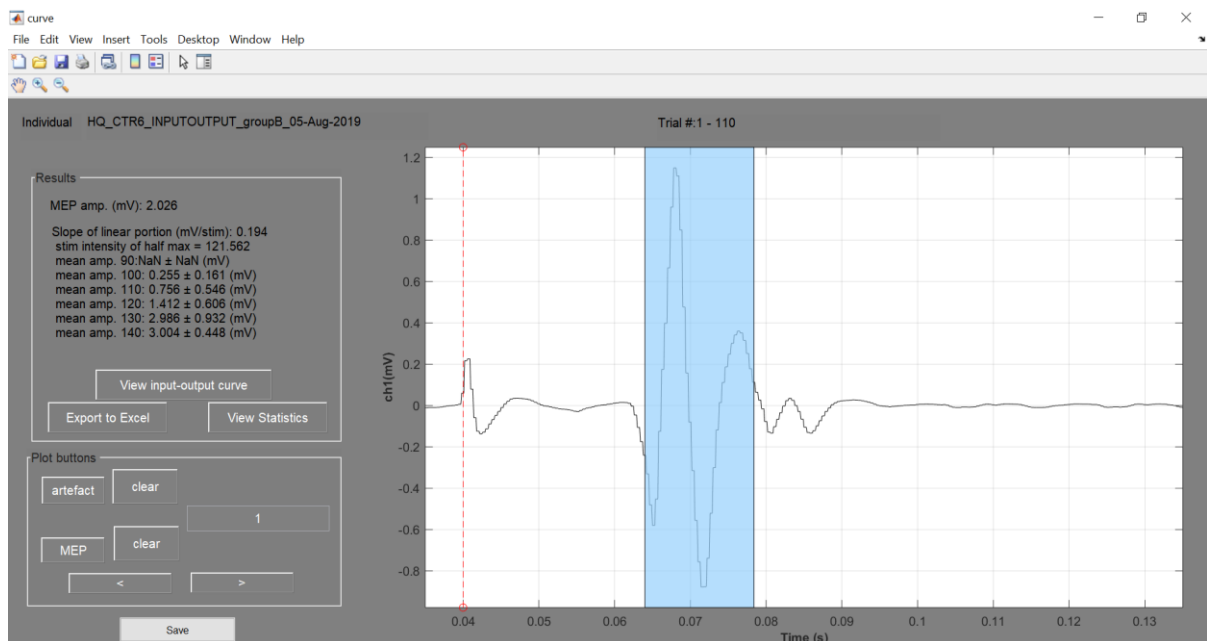 curve
File Edit View Insert Tools Desktop Window Help
Individual HQ_CTR6_INPUTOUTPUT_groupB_05-Aug-2019 Trial #:1 - 110
Results
MEP amp. (mV): 2.026
Slope of linear portion (mV/stim): 0.194
stim intensity of half max = 121.562
mean amp. 90:NaN ± NaN (mV)
mean amp. 100: 0.255 ± 0.161 (mV)
mean amp. 110: 0.756 ± 0.546 (mV)
mean amp. 120: 1.412 ± 0.606 (mV)
mean amp. 130: 2.986 ± 0.932 (mV)
mean amp. 140: 3.004 ± 0.448 (mV)
View input-output curve
Export to Excel View Statistics
Plot buttons
artefact clear
1
MEP clear
< >
Save
ch1(mV)
1.2
1
0.8
0.6
0.4
0.2
0
-0.2
-0.4
-0.6
-0.8
0.04 0.05 0.06 0.07 0.08 0.09 0.1 0.11 0.12 0.13
Time (s)